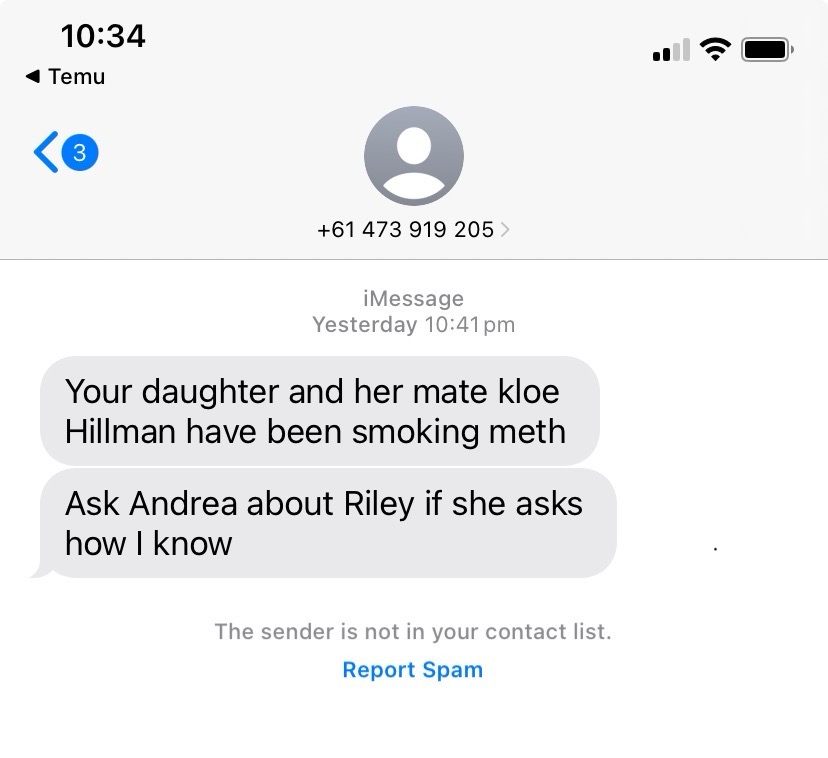 10:34
Temu
3
+61 473 919 205
iMessage
Yesterday 10:41 pm
Your daughter and her mate kloe
Hillman have been smoking meth
Ask Andrea about Riley if she asks
how I know
The sender is not in your contact list.
Report Spam